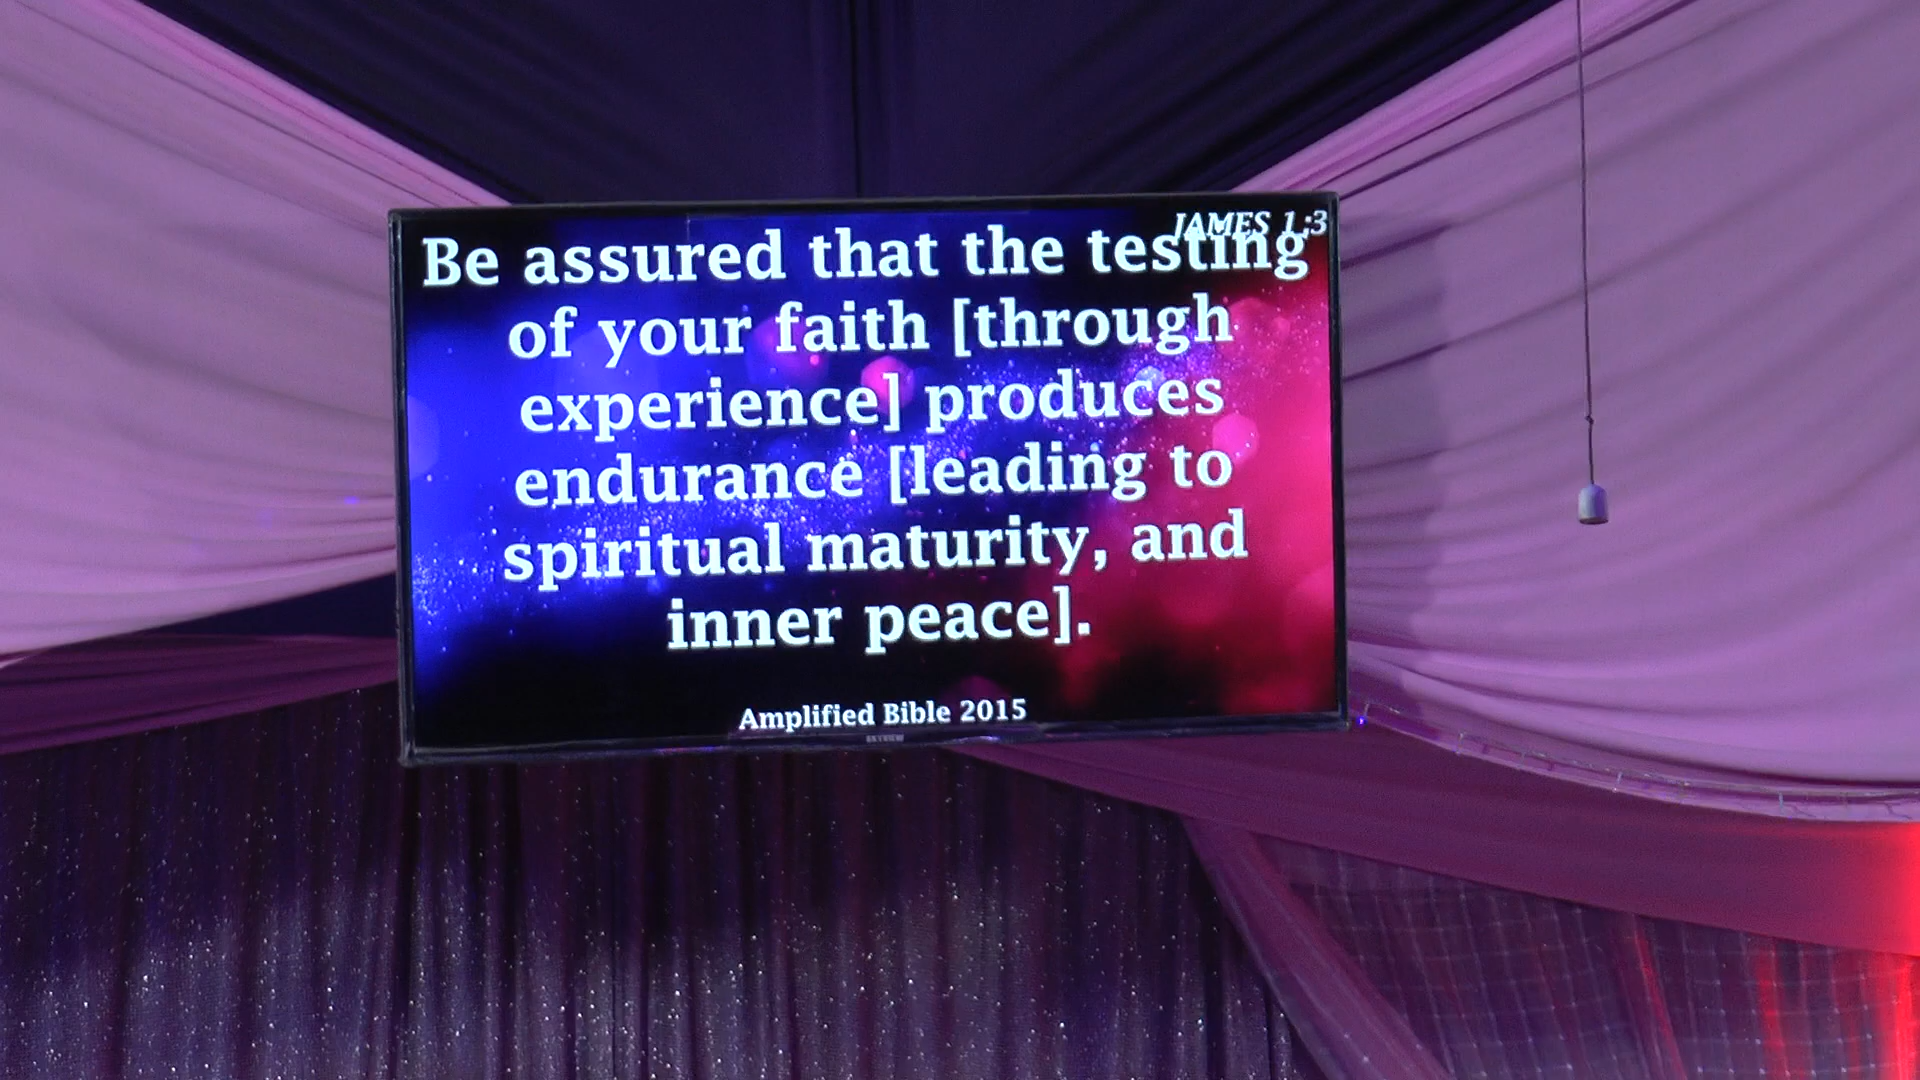 JAMES 1:3
Be assured that the testing
of your faith [through
experience] produces
endurance [leading to
spiritual maturity, and
inner peace].
Amplified Bible 2015